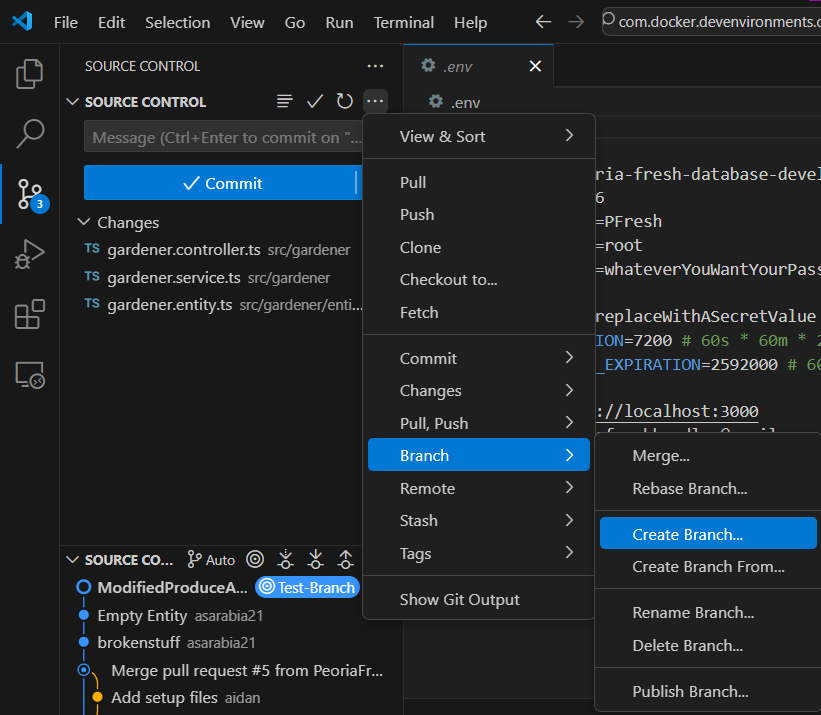 File Edit Selection View Go Run Terminal Help
com.docker.devenvironments.c
SOURCE CONTROL
.env
SOURCE CONTROL
.env
Message (Ctrl+Enter to commit on "...
Commit
Changes
TS gardener.controller.ts src/gardener
TS gardener.service.ts src/gardener
TS gardener.entity.ts src/gardener/enti...
3
View & Sort
Pull
Push
Clone
Checkout to...
Fetch
Commit
Changes
Pull, Push
Branch
Remote
Stash
Tags
Show Git Output
ria-fresh-database-devel
6
=PFresh
=root
=whateverYouWantYourPass
replaceWithASecretValue
ION=7200 # 60s * 60m * 2
_EXPIRATION=2592000 # 60
://localhost:3000
Merge...
Rebase Branch...
Create Branch...
Create Branch From...
Rename Branch...
Delete Branch...
Publish Branch...
SOURCE CO... Auto
ModifiedProduceA... Test-Branch
Empty Entity asarabia21
brokenstuff asarabia21
Merge pull request #5 from PeoriaFr...
Add setup files aidan